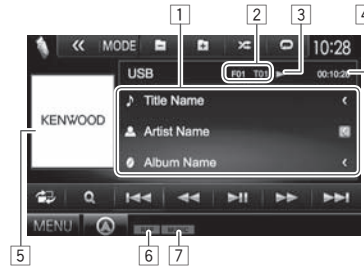 1 2 3 4
MODE 10:28
USB F01 T01 00:10:28
Title Name
KENWOOD
Artist Name
Album Name
MENU
5 6 7